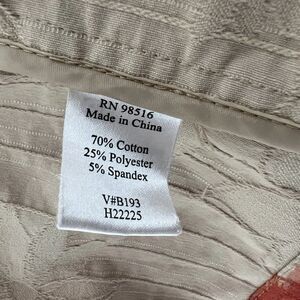 RN 98516
Made in China
70% Cotton
25% Polyester
5% Spandex
V#B193
H22225